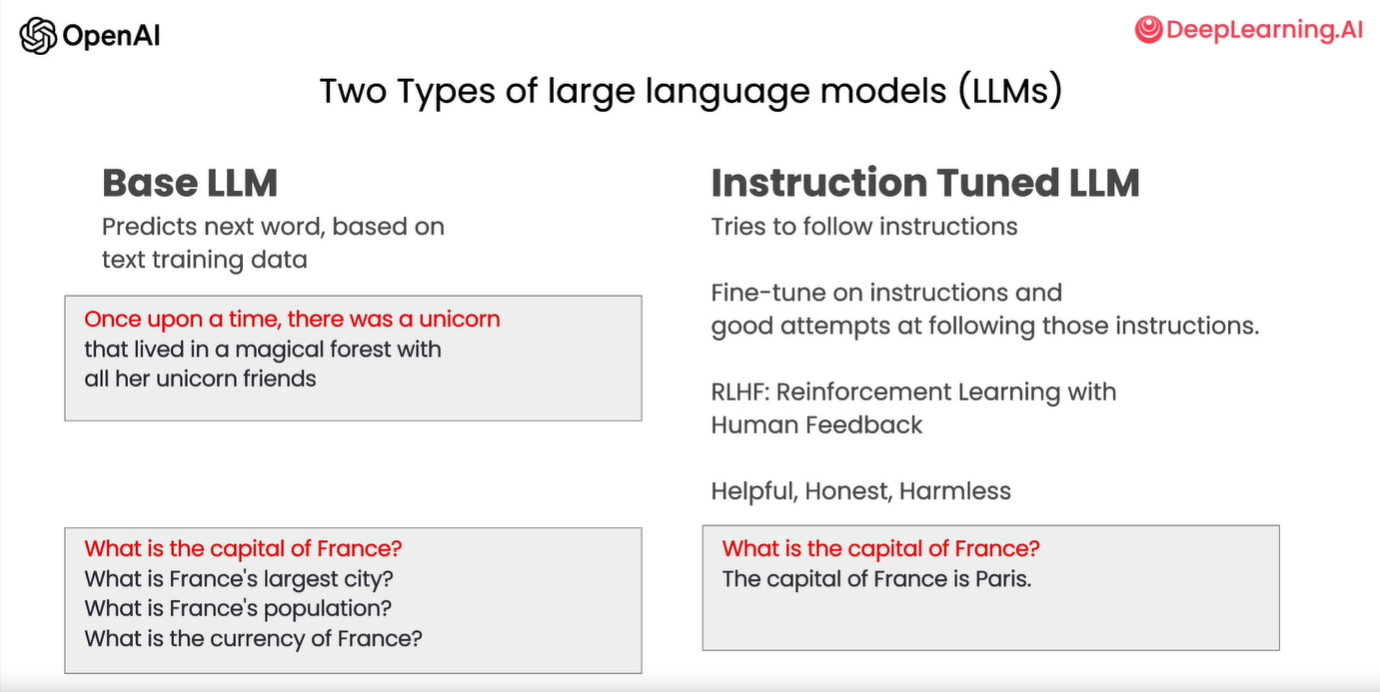 OpenAI
DeepLearning.AI
Two Types of large language models (LLMs)
Base LLM
Predicts next word, based on
text training data
Once upon a time, there was a unicorn
that lived in a magical forest with
all her unicorn friends
What is the capital of France?
What is France's largest city?
What is France's population?
What is the currency of France?
Instruction Tuned LLM
Tries to follow instructions
Fine-tune on instructions and
good attempts at following those instructions.
RLHF: Reinforcement Learning with
Human Feedback
Helpful, Honest, Harmless
What is the capital of France?
The capital of France is Paris.